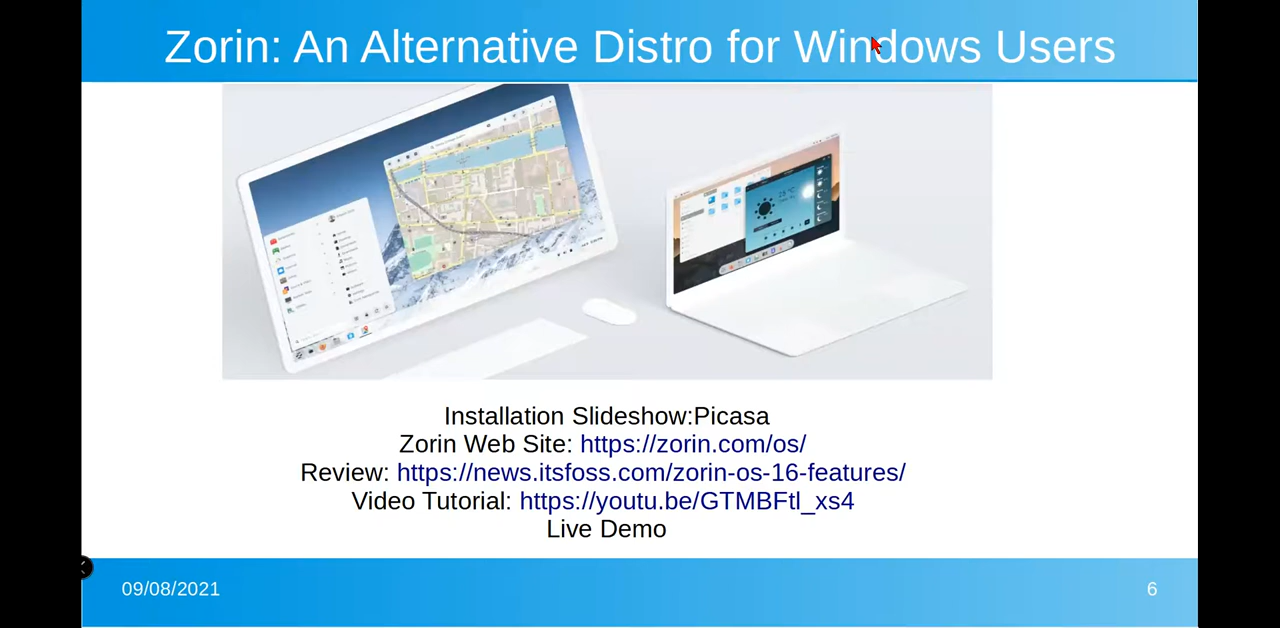 Zorin: An Alternative Distro for Windows Users
Installation Slideshow:Picasa
Zorin Web Site: https://zorin.com/os/
Review: https://news.itsfoss.com/zorin-os-16-features/
Video Tutorial: https://youtu.be/GTMBFtl_xs4
Live Demo
09/08/2021
6